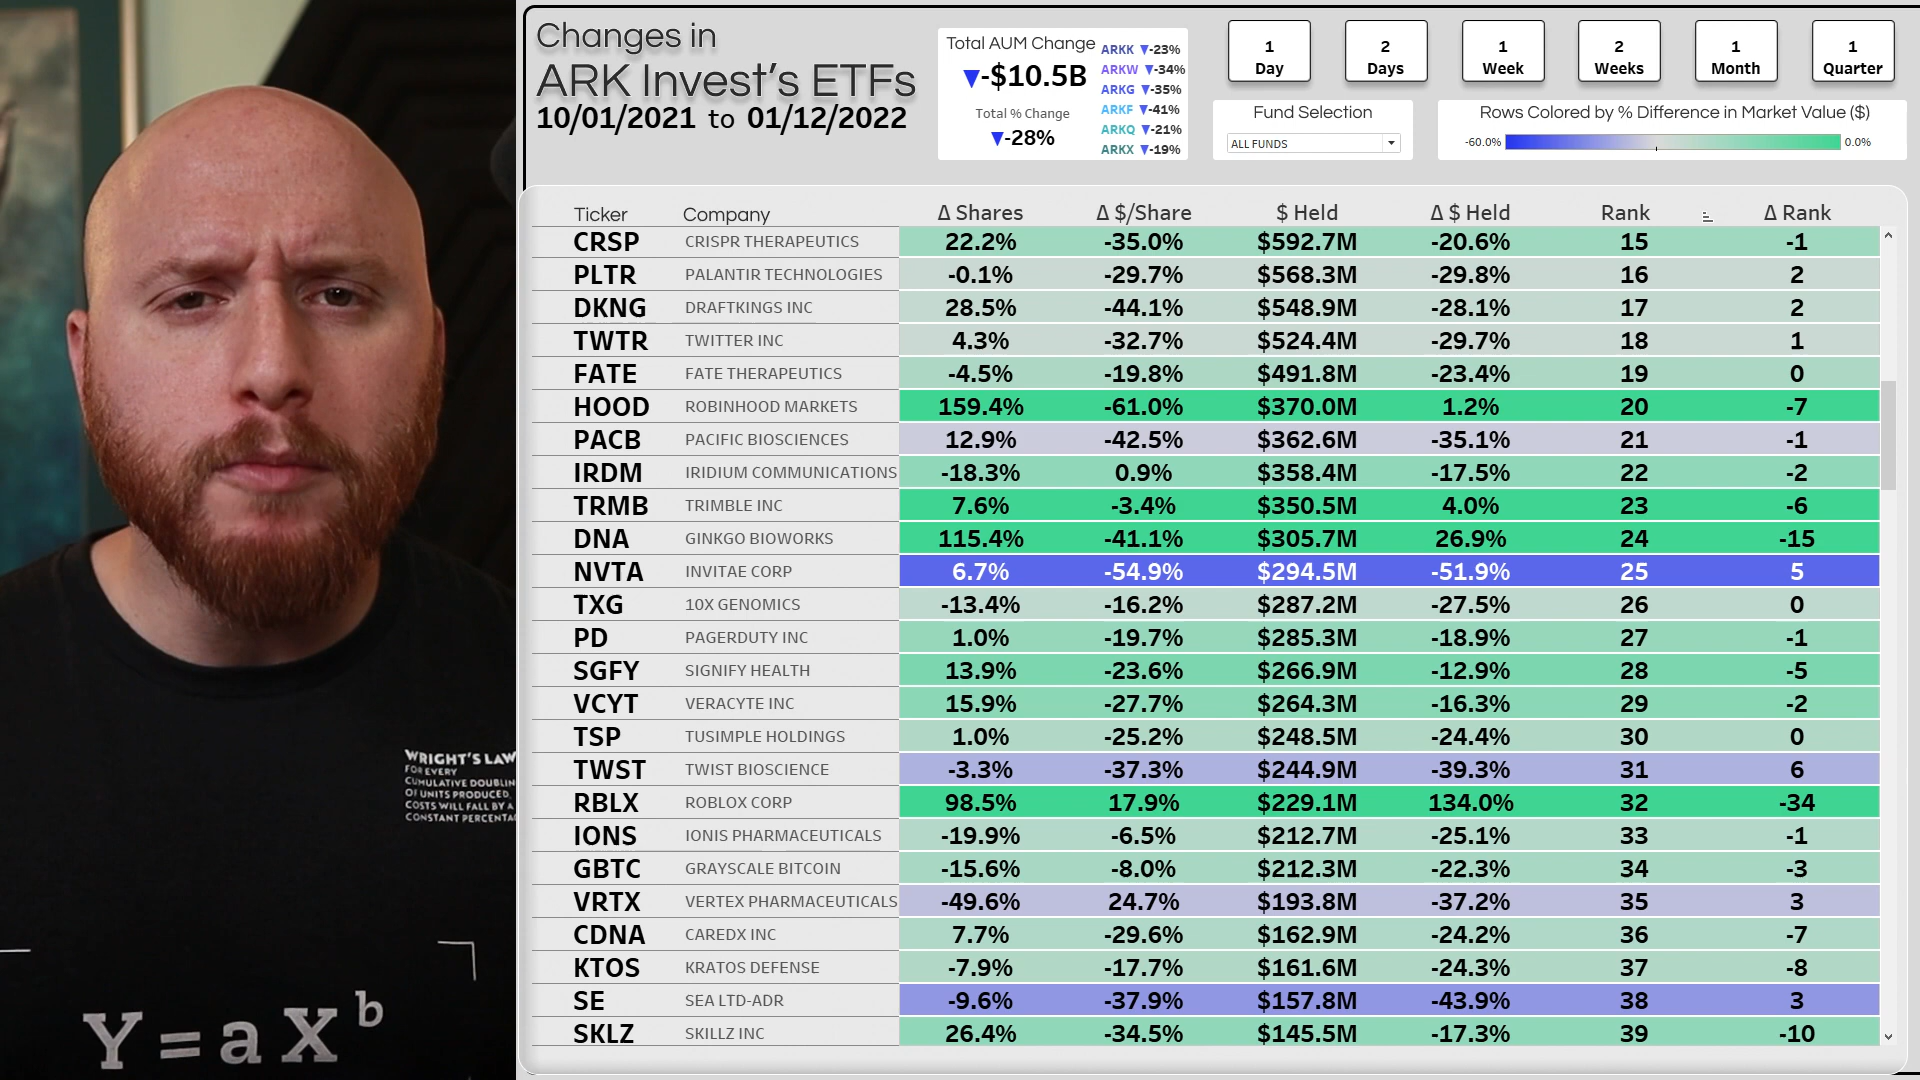 Changes in
ARK Invest's ETFs
10/01/2021 to 01/12/2022
Total AUM Change
▼-$10.5B
Total % Change
▼-28%
ARKK ▼-23%
ARKW ▼-34%
ARKG ▼-35%
ARKF ▼-41%
ARKQ ▼-21%
ARKX ▼-19%
1 Day
2 Days
1 Week
2 Weeks
1 Month
1 Quarter
Fund Selection
ALL FUNDS
Rows Colored by % Difference in Market Value ($)
-60.0% 0.0%
Ticker Company Δ Shares Δ $/Share $ Held Δ $ Held Rank Δ Rank
CRSP CRISPR THERAPEUTICS 22.2% -35.0% $592.7M -20.6% 15 -1
PLTR PALANTIR TECHNOLOGIES -0.1% -29.7% $568.3M -29.8% 16 2
DKNG DRAFTKINGS INC 28.5% -44.1% $548.9M -28.1% 17 2
TWTR TWITTER INC 4.3% -32.7% $524.4M -29.7% 18 1
FATE FATE THERAPEUTICS -4.5% -19.8% $491.8M -23.4% 19 0
HOOD ROBINHOOD MARKETS 159.4% -61.0% $370.0M 1.2% 20 -7
PACB PACIFIC BIOSCIENCES 12.9% -42.5% $362.6M -35.1% 21 -1
IRDM IRIDIUM COMMUNICATIONS -18.3% 0.9% $358.4M -17.5% 22 -2
TRMB TRIMBLE INC 7.6% -3.4% $350.5M 4.0% 23 -6
DNA GINKGO BIOWORKS 115.4% -41.1% $305.7M 26.9% 24 -15
NVTA INVITAE CORP 6.7% -54.9% $294.5M -51.9% 25 5
TXG 10X GENOMICS -13.4% -16.2% $287.2M -27.5% 26 0
PD PAGERDUTY INC 1.0% -19.7% $285.3M -18.9% 27 -1
SGFY SIGNIFY HEALTH 13.9% -23.6% $266.9M -12.9% 28 -5
VCYT VERACYTE INC 15.9% -27.7% $264.3M -16.3% 29 -2
TSP TUSIMPLE HOLDINGS 1.0% -25.2% $248.5M -24.4% 30 0
TWST TWIST BIOSCIENCE -3.3% -37.3% $244.9M -39.3% 31 6
RBLX ROBLOX CORP 98.5% 17.9% $229.1M 134.0% 32 -34
IONS IONIS PHARMACEUTICALS -19.9% -6.5% $212.7M -25.1% 33 -1
GBTC GRAYSCALE BITCOIN -15.6% -8.0% $212.3M -22.3% 34 -3
VRTX VERTEX PHARMACEUTICALS -49.6% 24.7% $193.8M -37.2% 35 3
CDNA CAREDX INC 7.7% -29.6% $162.9M -24.2% 36 -7
KTOS KRATOS DEFENSE -7.9% -17.7% $161.6M -24.3% 37 -8
SE SEA LTD-ADR -9.6% -37.9% $157.8M -43.9% 38 3
SKLZ SKILLZ INC 26.4% -34.5% $145.5M -17.3% 39 -10
WRIGHT'S LAW
FOR EVERY
CUMULATIVE DOUBLIN
OF UNITS PRODUCED,
COSTS WILL FALL BY A
CONSTANT PERCENTA
Y = aX^b